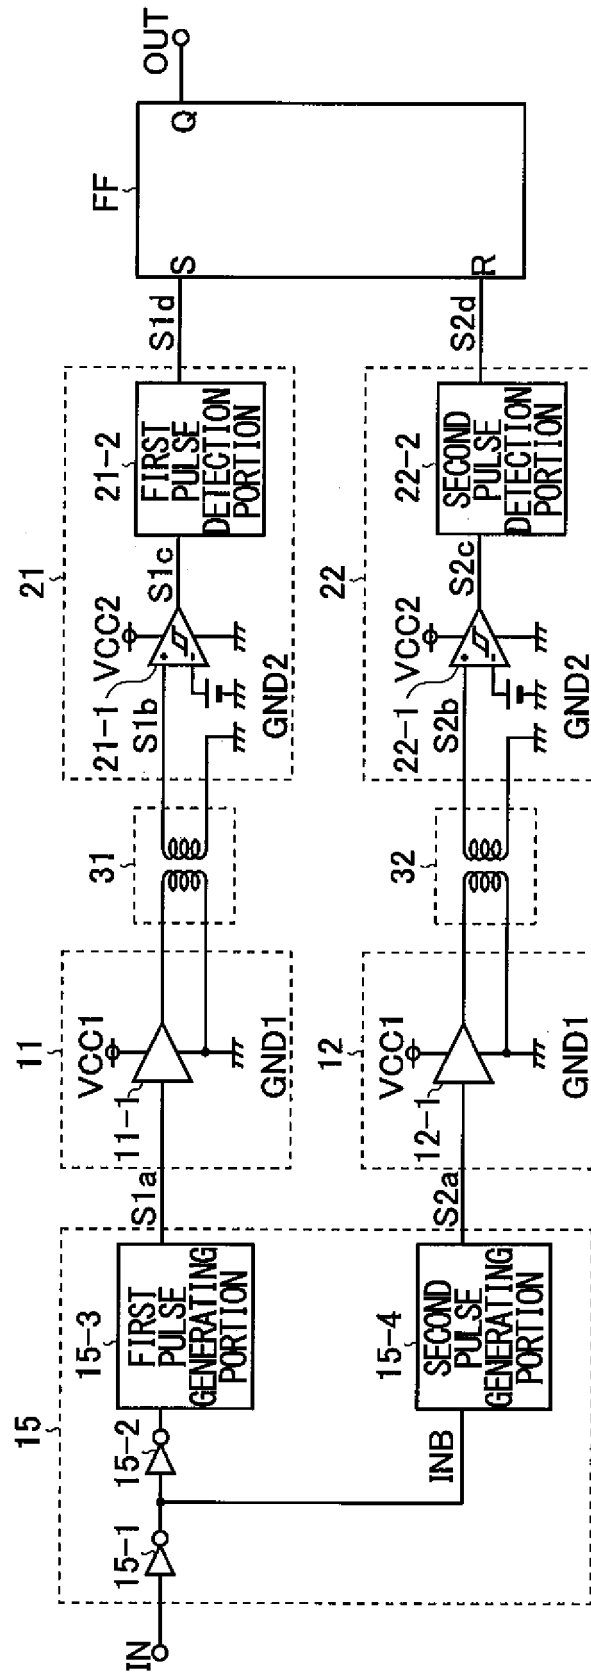 IN
15
15-1
15-2
INB
15-3
FIRST
PULSE
GENERATING
PORTION
15-4
SECOND
PULSE
GENERATING
PORTION
S1a
S2a
11
VCC1
11-1
GND1
12
VCC1
12-1
GND1
31
32
21
VCC2
21-1
S1b
GND2
S1c
21-2
FIRST
PULSE
DETECTION
PORTION
22
VCC2
22-1
S2b
GND2
S2c
22-2
SECOND
PULSE
DETECTION
PORTION
S1d
S2d
FF
S
R
Q
OUT